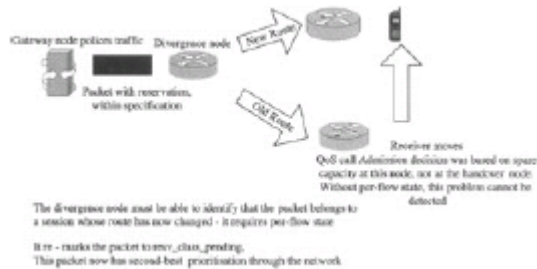 Gateway node polices traffic
Divergence node
New Route
Packet with reservation,
within specification
Old Route
Receiver moves
QoS call Admission decision was based on spare
capacity at this node, not at the handover node.
Without per-flow state, this problem cannot be
detected
The divergence node must be able to identify that the packet belongs to
a session whose route has now changed - it requires per-flow state
It re - marks the packet to resv_class_pending.
This packet now has second-best prioritisation through the network